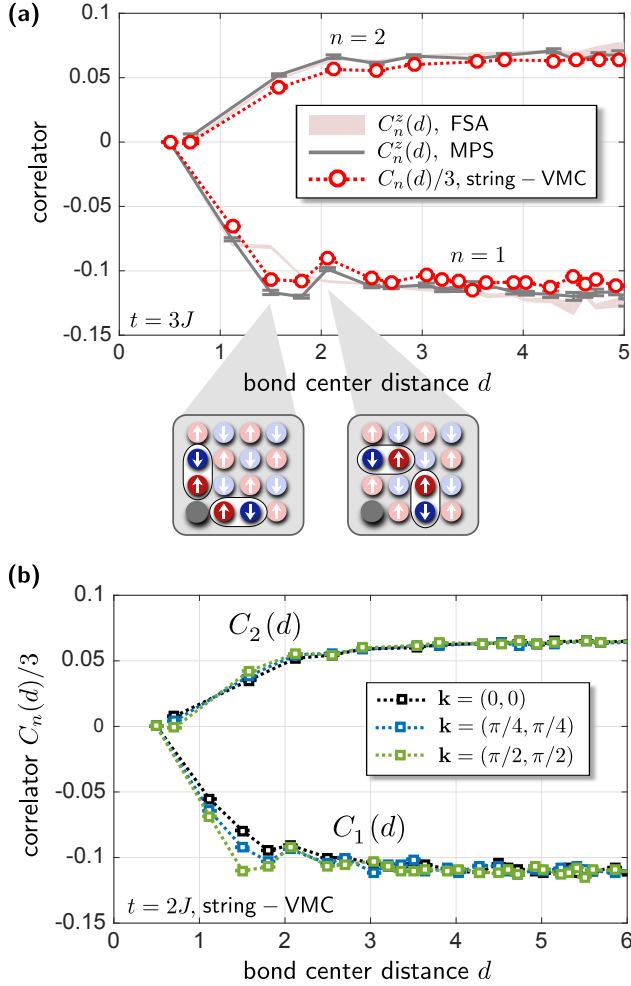 (a)
0.1
0.05
0
-0.05
-0.1
-0.15
correlator
n = 2
C_n^z(d), FSA
C_n^z(d), MPS
C_n(d)/3, string − VMC
n = 1
t = 3J
0 1 2 3 4 5
bond center distance d
(b)
0.1
0.05
0
-0.05
-0.1
-0.15
correlator C_n(d)/3
C_2(d)
k = (0, 0)
k = (π/4, π/4)
k = (π/2, π/2)
C_1(d)
t = 2J, string − VMC
0 1 2 3 4 5 6
bond center distance d